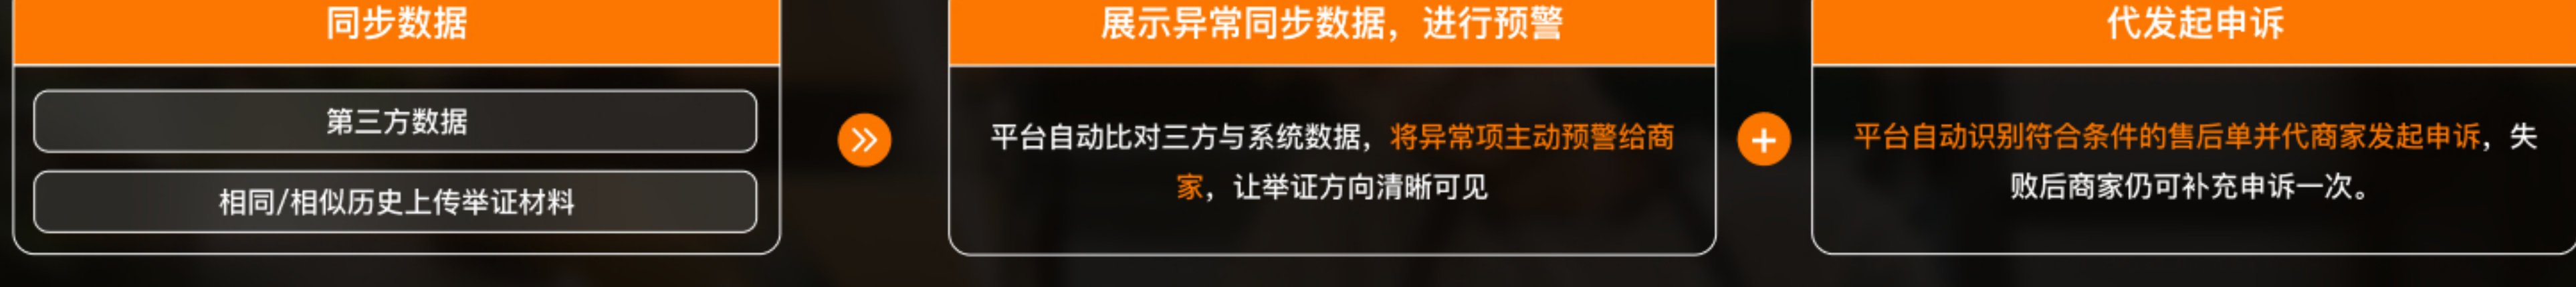 同步数据
第三方数据
相同/相似历史上传举证材料
展示异常同步数据，进行预警
平台自动比对三方与系统数据，将异常项主动预警给商
家，让举证方向清晰可见
代发起申诉
平台自动识别符合条件的售后单并代商家发起申诉，失
败后商家仍可补充申诉一次。